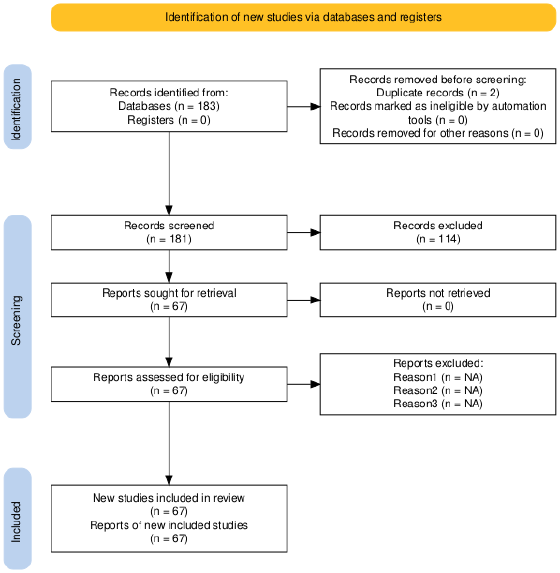 Identification of new studies via databases and registers
Identification
Records identified from:
Databases (n = 183)
Registers (n = 0)
Records removed before screening:
Duplicate records (n = 2)
Records marked as ineligible by automation
tools (n = 0)
Records removed for other reasons (n = 0)
Screening
Records screened
(n = 181)
Records excluded
(n = 114)
Reports sought for retrieval
(n = 67)
Reports not retrieved
(n = 0)
Reports assessed for eligibility
(n = 67)
Reports excluded:
Reason1 (n = NA)
Reason2 (n = NA)
Reason3 (n = NA)
Included
New studies included in review
(n = 67)
Reports of new included studies
(n = 67)